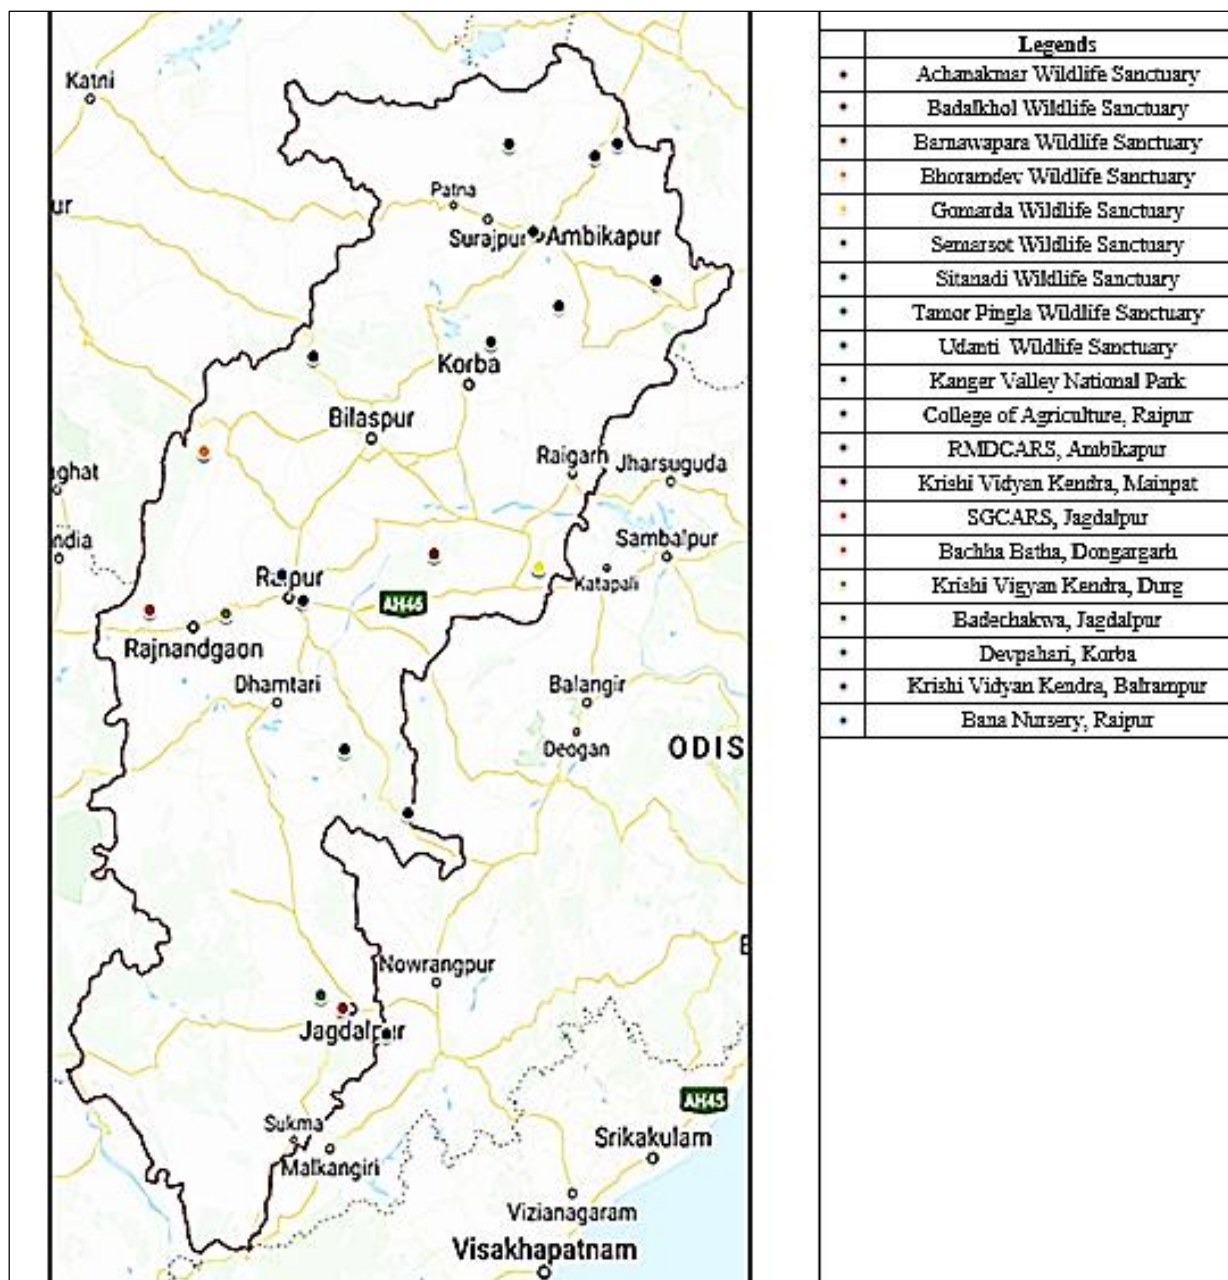 Katni
ur
Patna
Surajpur
Ambikapur
Korba
Bilaspur
ghat
Raigarh
Jharsuguda
ndia
Sambalpur
Raipur
Katapali
AH46
Rajnandgaon
Dhamtari
Balangir
Deogan
ODIS
Nowrangpur
E
Jagdalpur
AH45
Sukma
Srikakulam
Malkangiri
Vizianagaram
Visakhapatnam
Legends
Achanakmar Wildlife Sanctuary
Badalkhol Wildlife Sanctuary
Barnawapara Wildlife Sanctuary
Bhoramdev Wildlife Sanctuary
Gomarda Wildlife Sanctuary
Semarsot Wildlife Sanctuary
Sitanadi Wildlife Sanctuary
Tamor Pingla Wildlife Sanctuary
Udanti Wildlife Sanctuary
Kanger Valley National Park
College of Agriculture, Raipur
RMDCARS, Ambikapur
Krishi Vidyan Kendra, Mainpat
SGCARS, Jagdalpur
Bachha Batha, Dongargarh
Krishi Vigyan Kendra, Durg
Badechakwa, Jagdalpur
Devpahari, Korba
Krishi Vidyan Kendra, Balrampur
Bana Nursery, Raipur